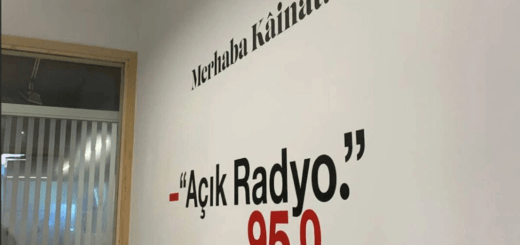 Merhaba Kâinat
–“Açık Radyo.”
95.0